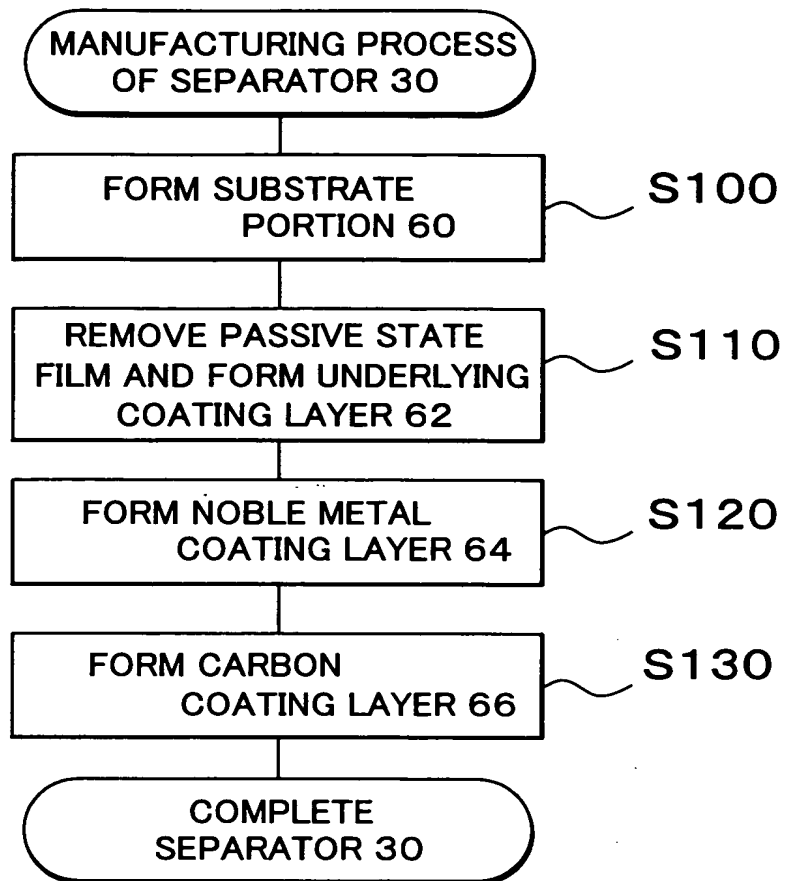 MANUFACTURING PROCESS
OF SEPARATOR 30
FORM SUBSTRATE
PORTION 60
S100
REMOVE PASSIVE STATE
FILM AND FORM UNDERLYING
COATING LAYER 62
S110
FORM NOBLE METAL
COATING LAYER 64
S120
FORM CARBON
COATING LAYER 66
S130
COMPLETE
SEPARATOR 30